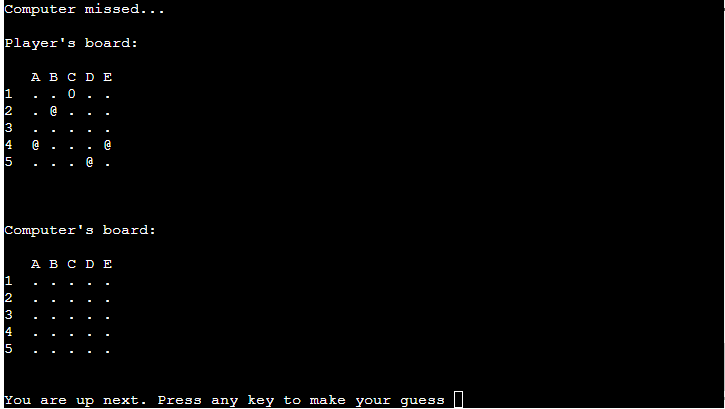 Computer missed...
Player's board:
A B C D E
1 . . O . .
2 . @ . . .
3 . . . . .
4 @ . . . @
5 . . . @ .
Computer's board:
A B C D E
1 . . . . .
2 . . . . .
3 . . . . .
4 . . . . .
5 . . . . .
You are up next. Press any key to make your guess